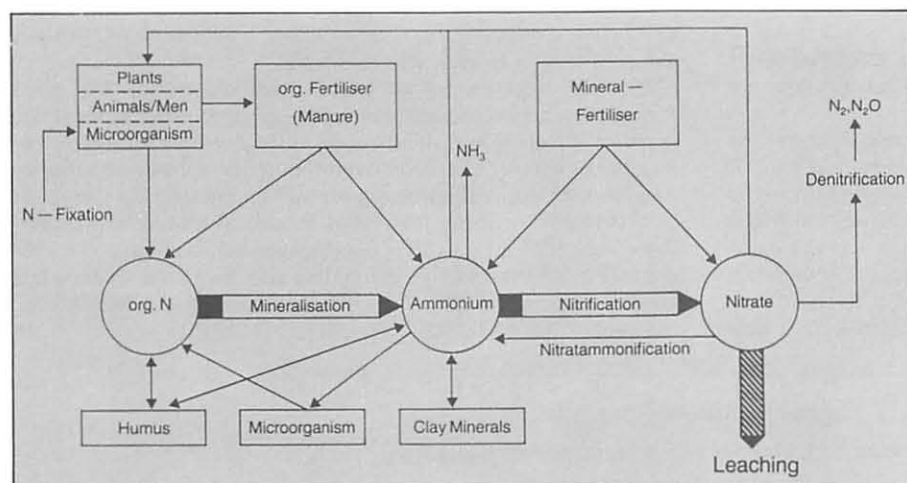 Plants
Animals/Men
Microorganism
org. Fertiliser
(Manure)
Mineral —
Fertiliser
N₂,N₂O
NH₃
Denitrification
N — Fixation
org. N
Mineralisation
Ammonium
Nitrification
Nitrate
Nitratammonification
Humus
Microorganism
Clay Minerals
Leaching